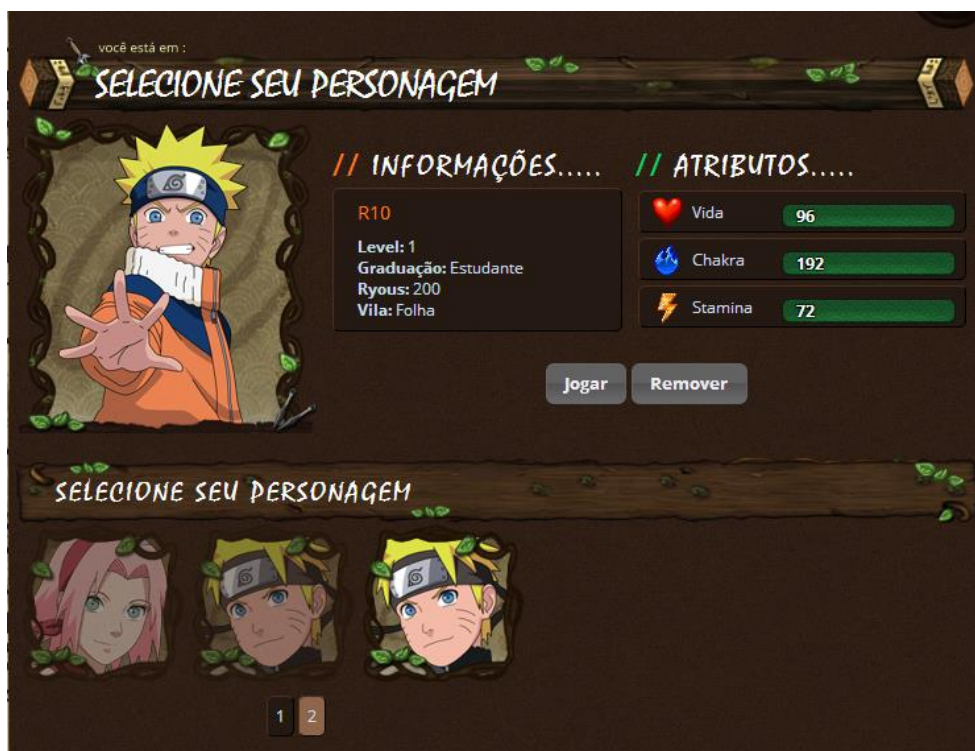 você está em :
SELECIONE SEU PERSONAGEM
// INFORMAÇÕES.....
R10
Level: 1
Graduação: Estudante
Ryous: 200
Vila: Folha
// ATRIBUTOS.....
Vida 96
Chakra 192
Stamina 72
Jogar Remover
SELECIONE SEU PERSONAGEM
1 2